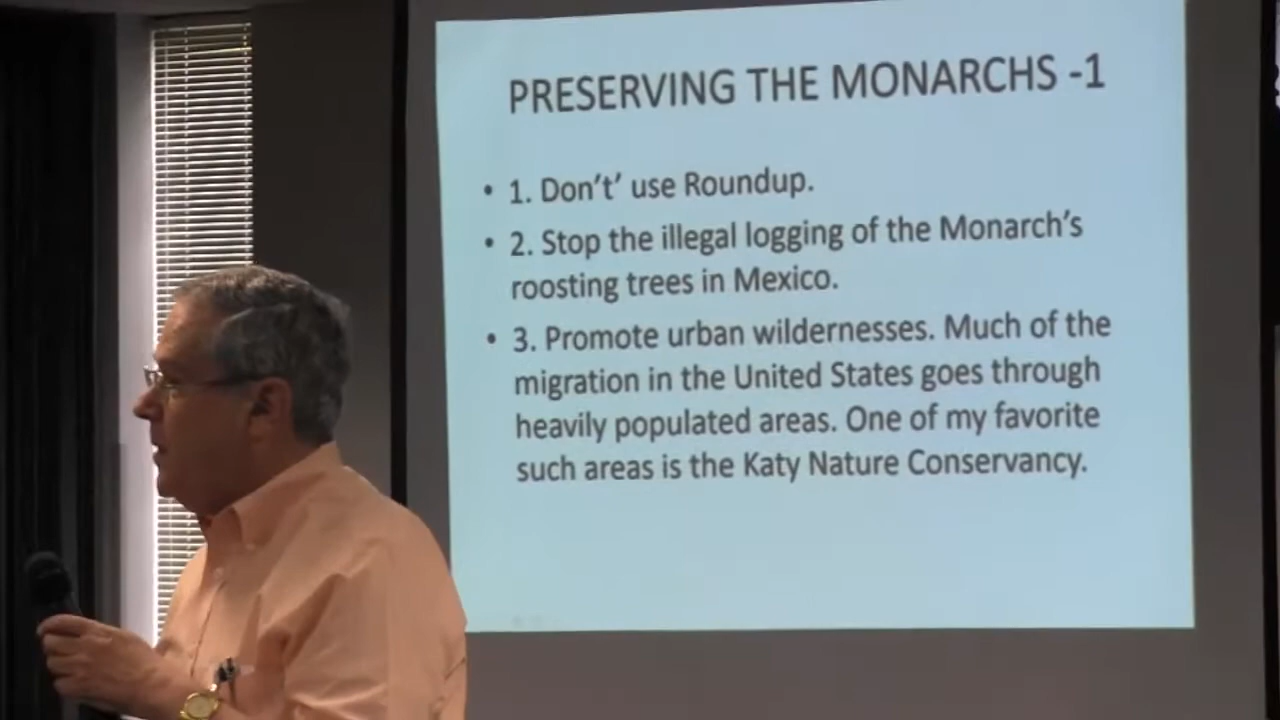 PRESERVING THE MONARCHS -1
• 1. Don't' use Roundup.
• 2. Stop the illegal logging of the Monarch's
roosting trees in Mexico.
• 3. Promote urban wildernesses. Much of the
migration in the United States goes through
heavily populated areas. One of my favorite
such areas is the Katy Nature Conservancy.